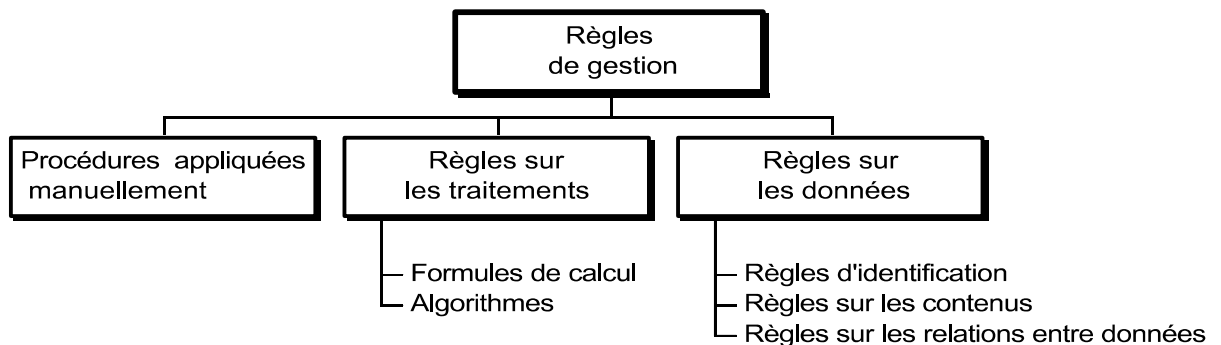 Règles
de gestion
Procédures appliquées
manuellement
Règles sur
les traitements
Règles sur
les données
Formules de calcul
Algorithmes
Règles d'identification
Règles sur les contenus
Règles sur les relations entre données